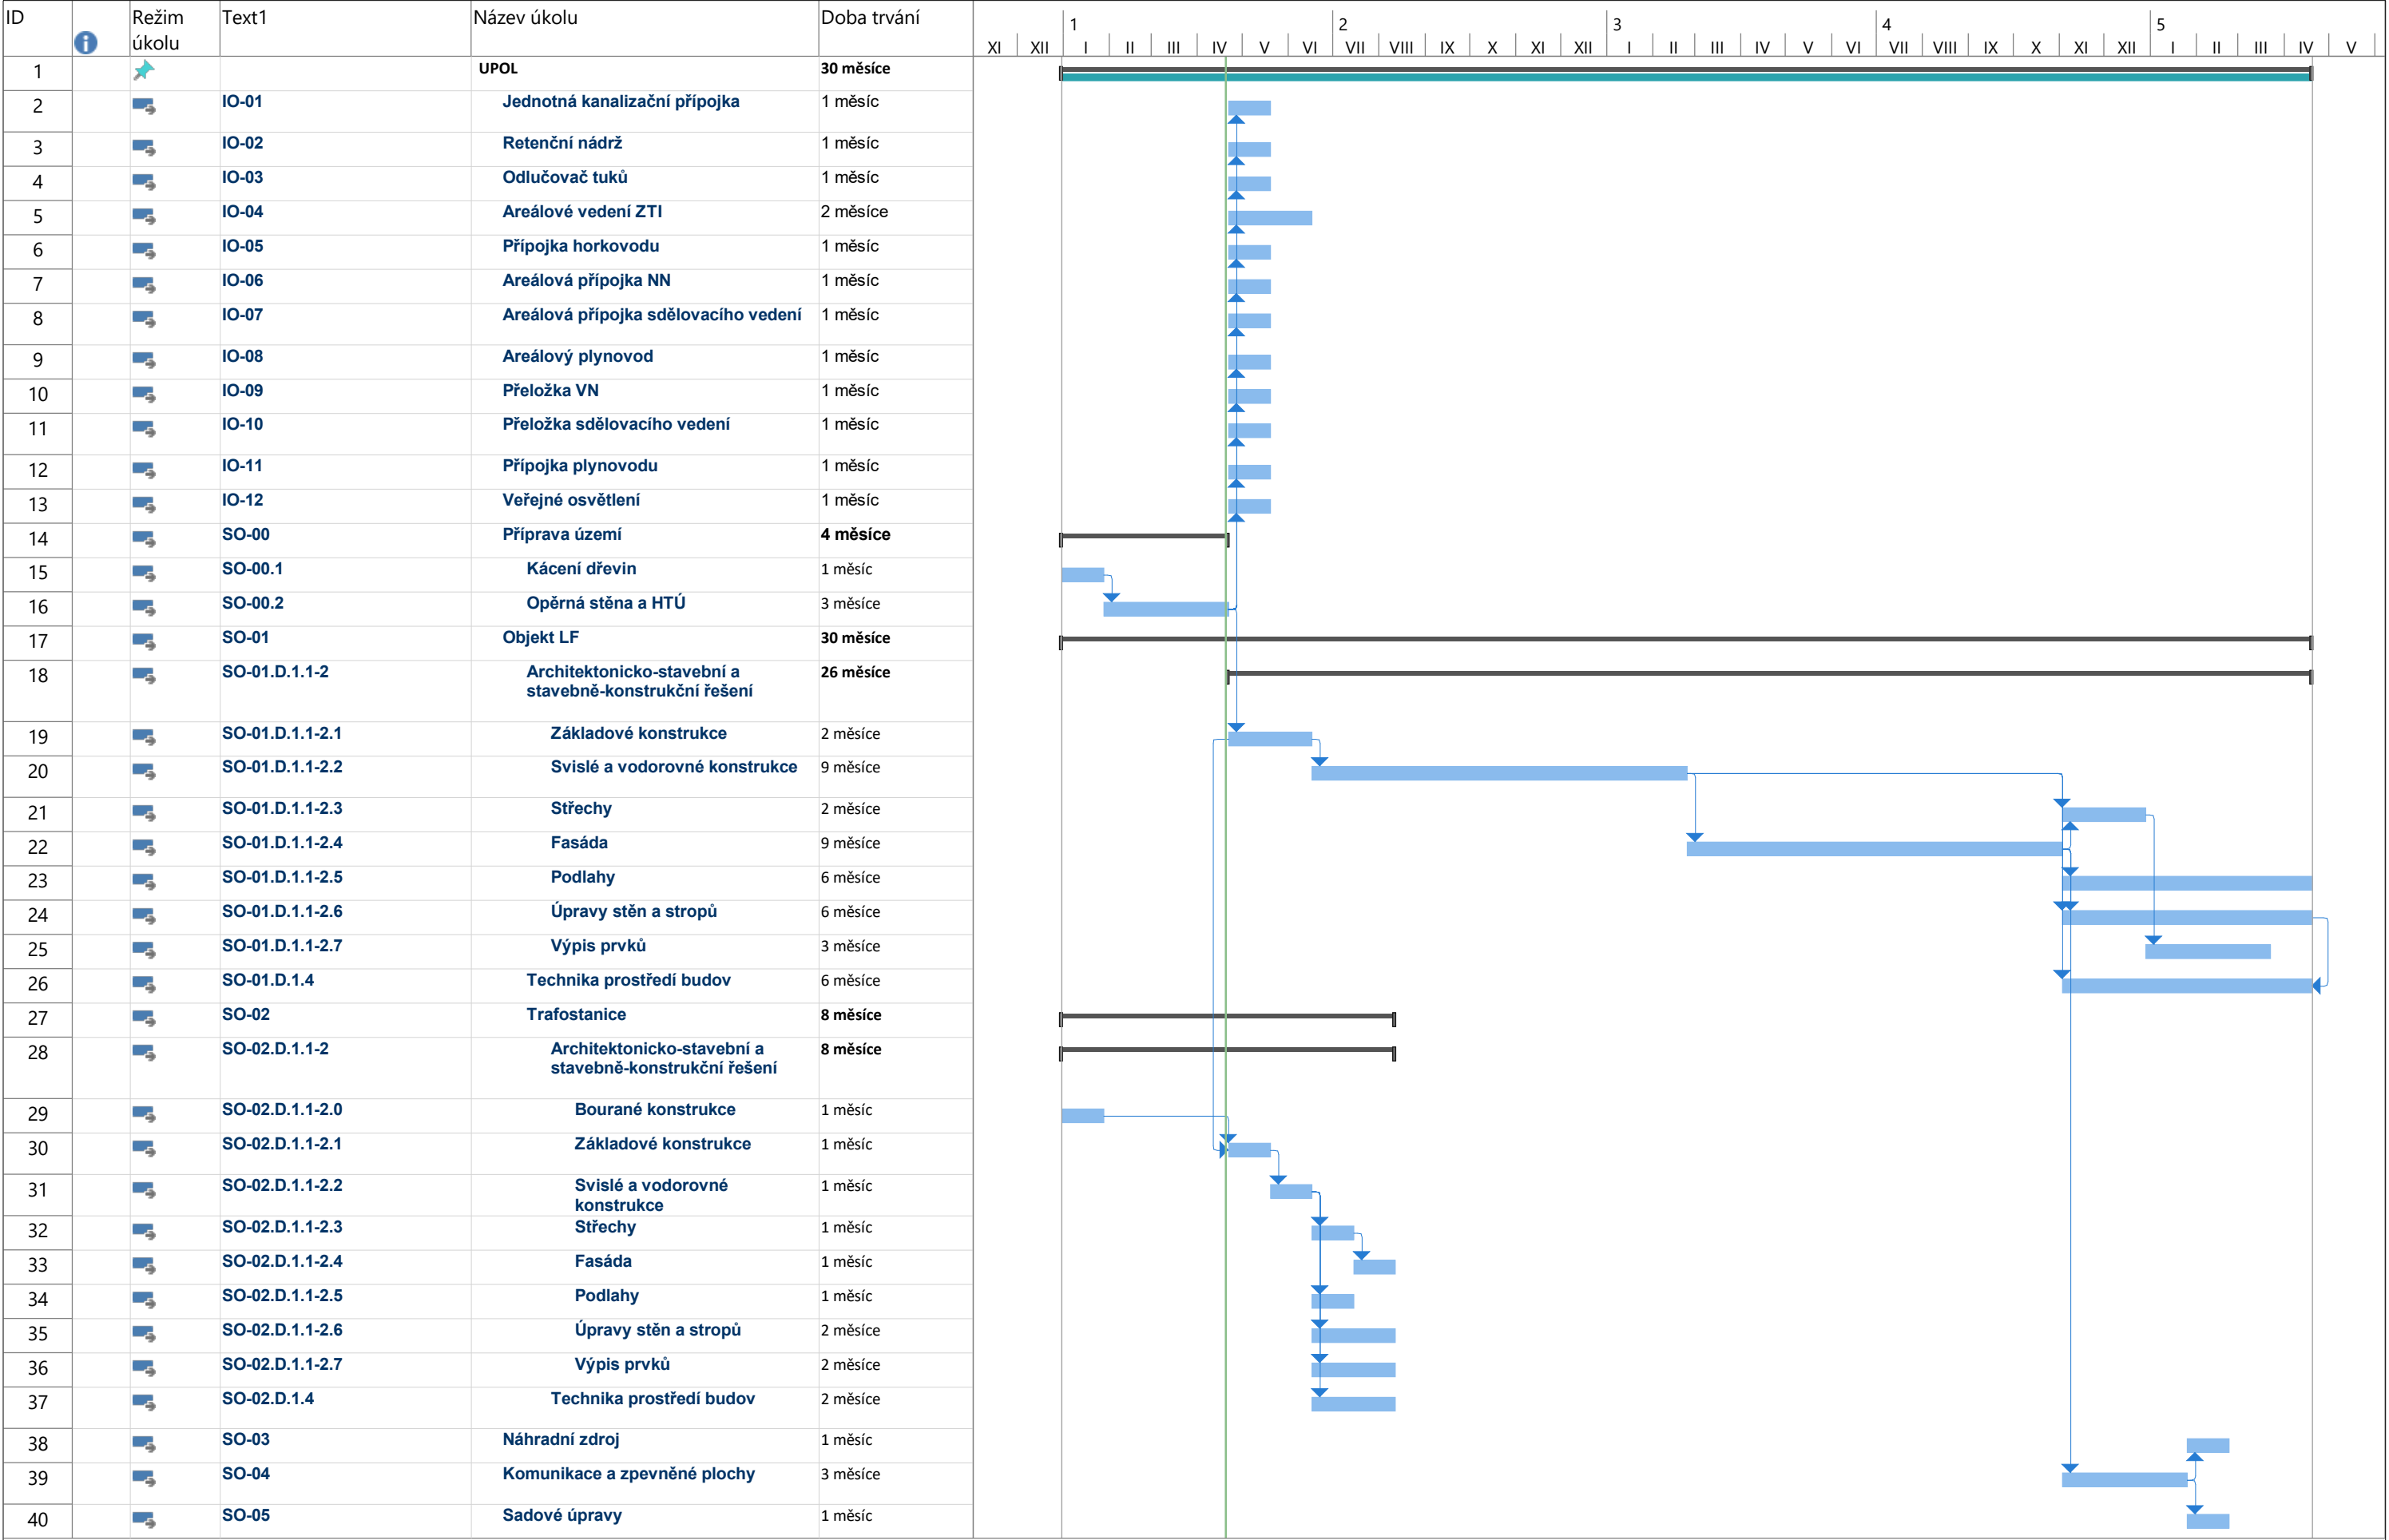 ID Režim úkolu Text1 Název úkolu Doba trvání 1 2 3 4 5
XI XII I II III IV V VI VII VIII IX X XI XII I II III IV V VI VII VIII IX X XI XII I II III IV V
1 UPOL 30 měsíce
2 IO-01 Jednotná kanalizační přípojka 1 měsíc
3 IO-02 Retenční nádrž 1 měsíc
4 IO-03 Odlučovač tuků 1 měsíc
5 IO-04 Areálové vedení ZTI 2 měsíce
6 IO-05 Přípojka horkovodu 1 měsíc
7 IO-06 Areálová přípojka NN 1 měsíc
8 IO-07 Areálová přípojka sdělovacího vedení 1 měsíc
9 IO-08 Areálový plynovod 1 měsíc
10 IO-09 Přeložka VN 1 měsíc
11 IO-10 Přeložka sdělovacího vedení 1 měsíc
12 IO-11 Přípojka plynovodu 1 měsíc
13 IO-12 Veřejné osvětlení 1 měsíc
14 SO-00 Příprava území 4 měsíce
15 SO-00.1 Kácení dřevin 1 měsíc
16 SO-00.2 Opěrná stěna a HTÚ 3 měsíce
17 SO-01 Objekt LF 30 měsíce
18 SO-01.D.1.1-2 Architektonicko-stavební a 26 měsíce
stavebně-konstrukční řešení
19 SO-01.D.1.1-2.1 Základové konstrukce 2 měsíce
20 SO-01.D.1.1-2.2 Svislé a vodorovné konstrukce 9 měsíce
21 SO-01.D.1.1-2.3 Střechy 2 měsíce
22 SO-01.D.1.1-2.4 Fasáda 9 měsíce
23 SO-01.D.1.1-2.5 Podlahy 6 měsíce
24 SO-01.D.1.1-2.6 Úpravy stěn a stropů 6 měsíce
25 SO-01.D.1.1-2.7 Výpis prvků 3 měsíce
26 SO-01.D.1.4 Technika prostředí budov 6 měsíce
27 SO-02 Trafostanice 8 měsíce
28 SO-02.D.1.1-2 Architektonicko-stavební a 8 měsíce
stavebně-konstrukční řešení
29 SO-02.D.1.1-2.0 Bourané konstrukce 1 měsíc
30 SO-02.D.1.1-2.1 Základové konstrukce 1 měsíc
31 SO-02.D.1.1-2.2 Svislé a vodorovné 1 měsíc
konstrukce
32 SO-02.D.1.1-2.3 Střechy 1 měsíc
33 SO-02.D.1.1-2.4 Fasáda 1 měsíc
34 SO-02.D.1.1-2.5 Podlahy 1 měsíc
35 SO-02.D.1.1-2.6 Úpravy stěn a stropů 2 měsíce
36 SO-02.D.1.1-2.7 Výpis prvků 2 měsíce
37 SO-02.D.1.4 Technika prostředí budov 2 měsíce
38 SO-03 Náhradní zdroj 1 měsíc
39 SO-04 Komunikace a zpevněné plochy 3 měsíce
40 SO-05 Sadové úpravy 1 měsíc